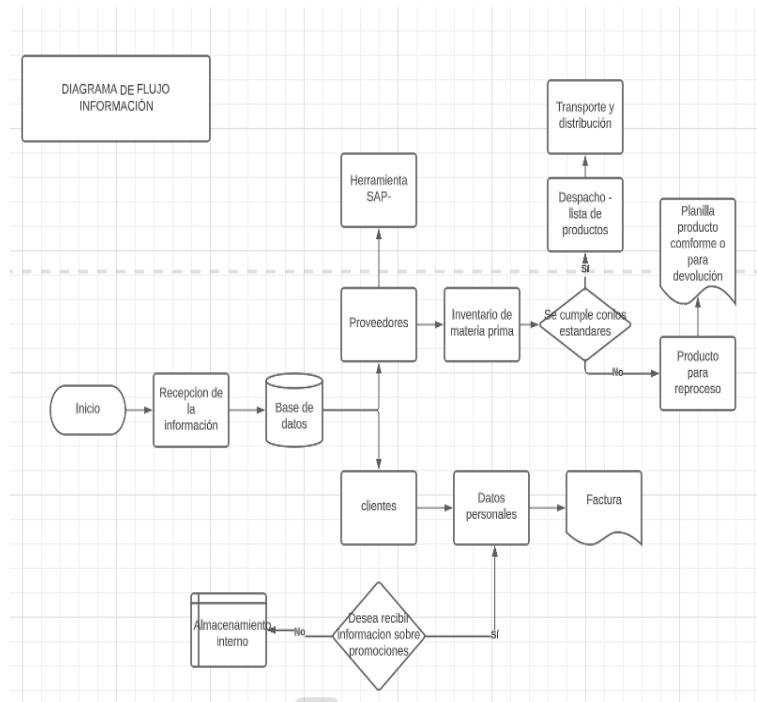 DIAGRAMA DE FLUJO
INFORMACIÓN
Transporte y
distribución
Herramienta
SAP-
Despacho -
lista de
productos
Planilla
producto
comforme o
para
devolución
Sí
Proveedores
Inventario de
materia prima
Se cumple conlos
estandares
No
Producto
para
reproceso
Inicio
Recepcion de
la
información
Base de
datos
clientes
Datos
personales
Factura
Almacenamiento
interno
No
Desea recibir
informacion sobre
promociones
Sí